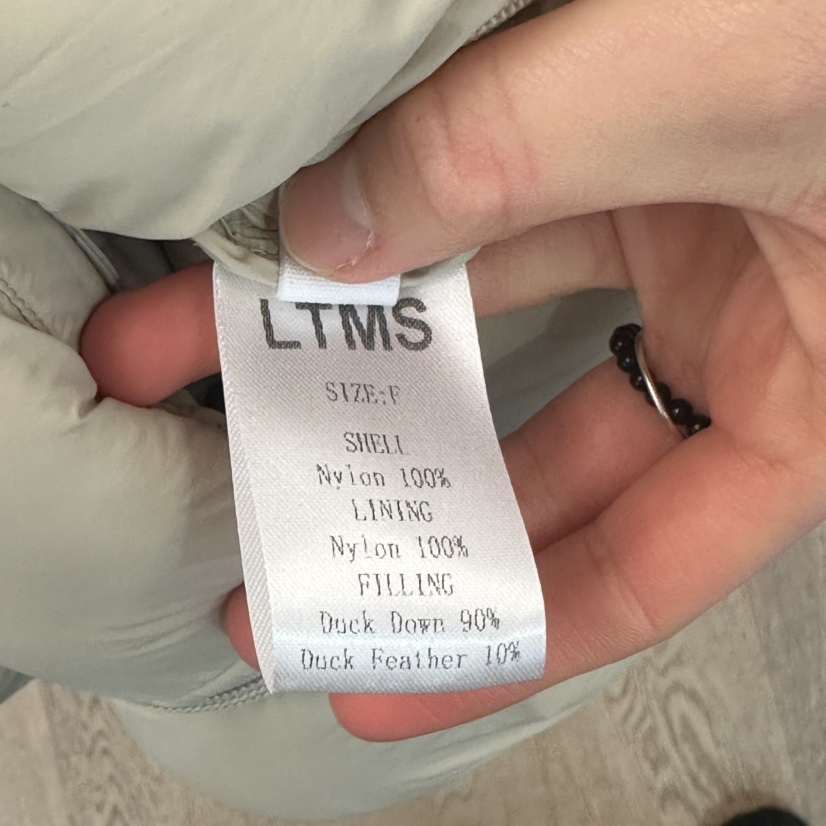 LTMS
SIZE:F
SHELL
Nylon 100%
LINING
Nylon 100%
FILLING
Duck Down 90%
Duck Feather 10%